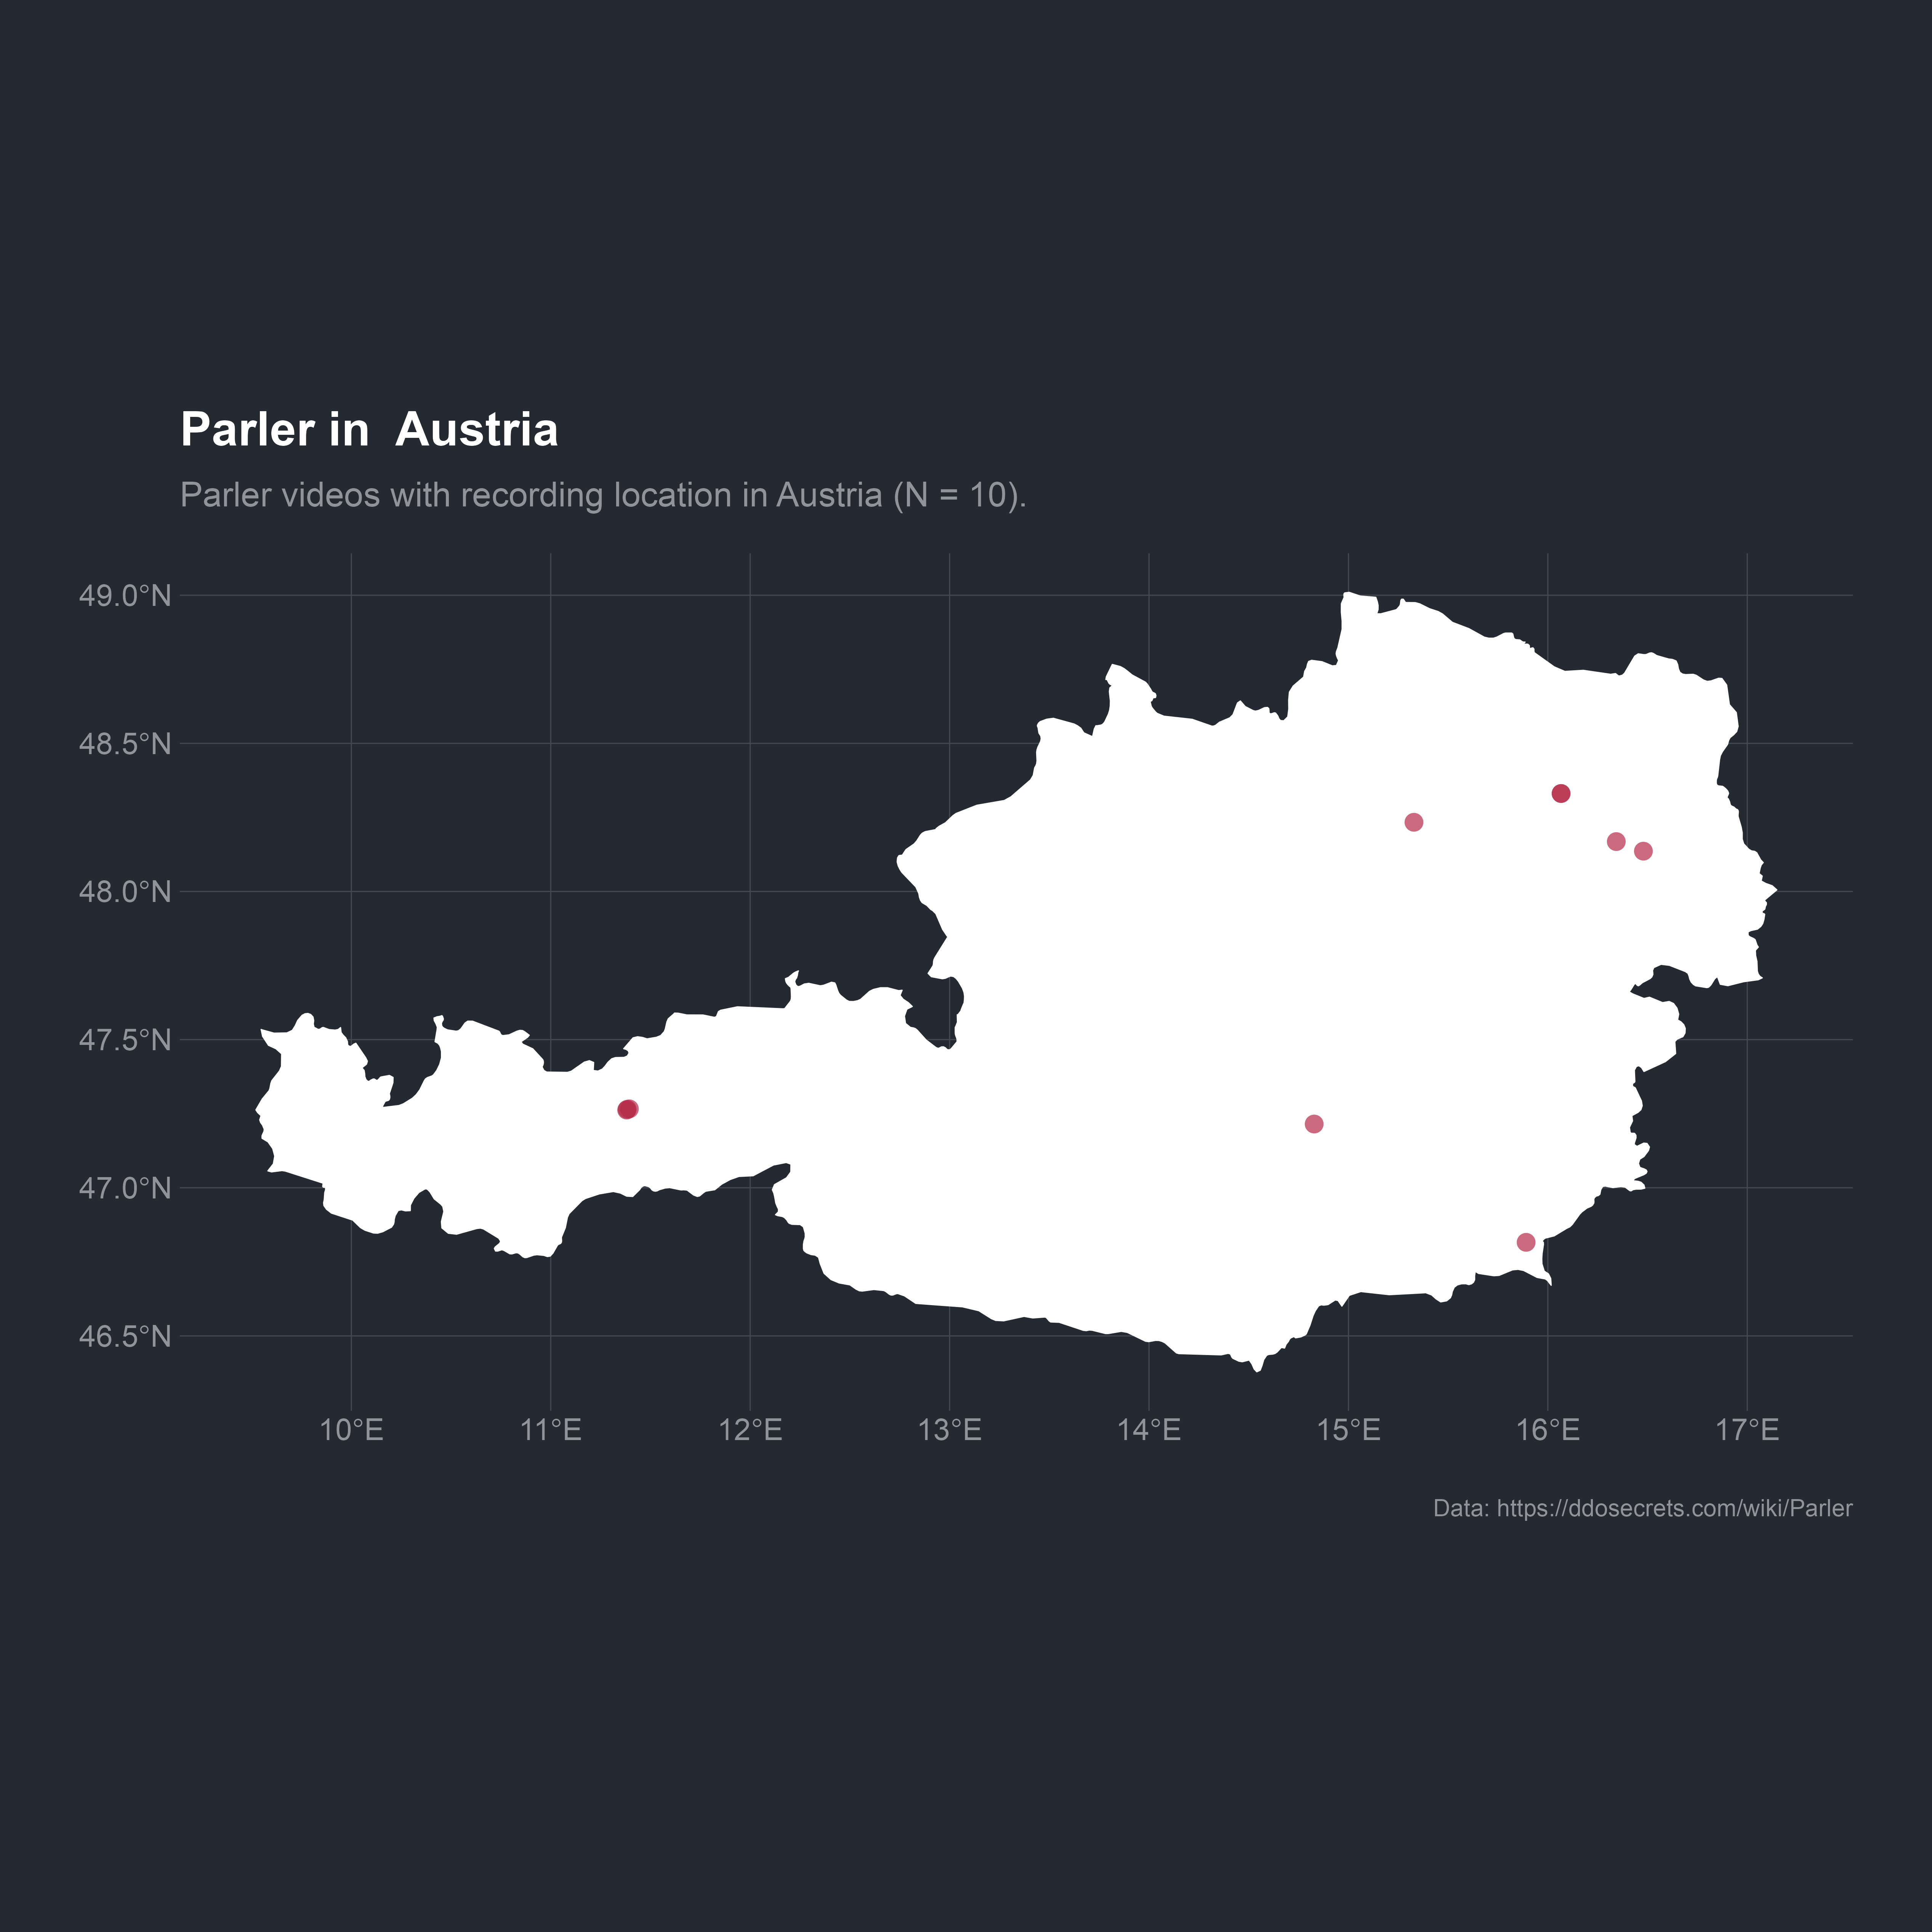 Parler in  Austria
Parler videos with recording location in Austria (N = 10).
49.0°N
48.5°N
48.0°N
47.5°N
47.0°N
46.5°N
10°E 11°E 12°E 13°E 14°E 15°E 16°E 17°E
Data: https://ddosecrets.com/wiki/Parler